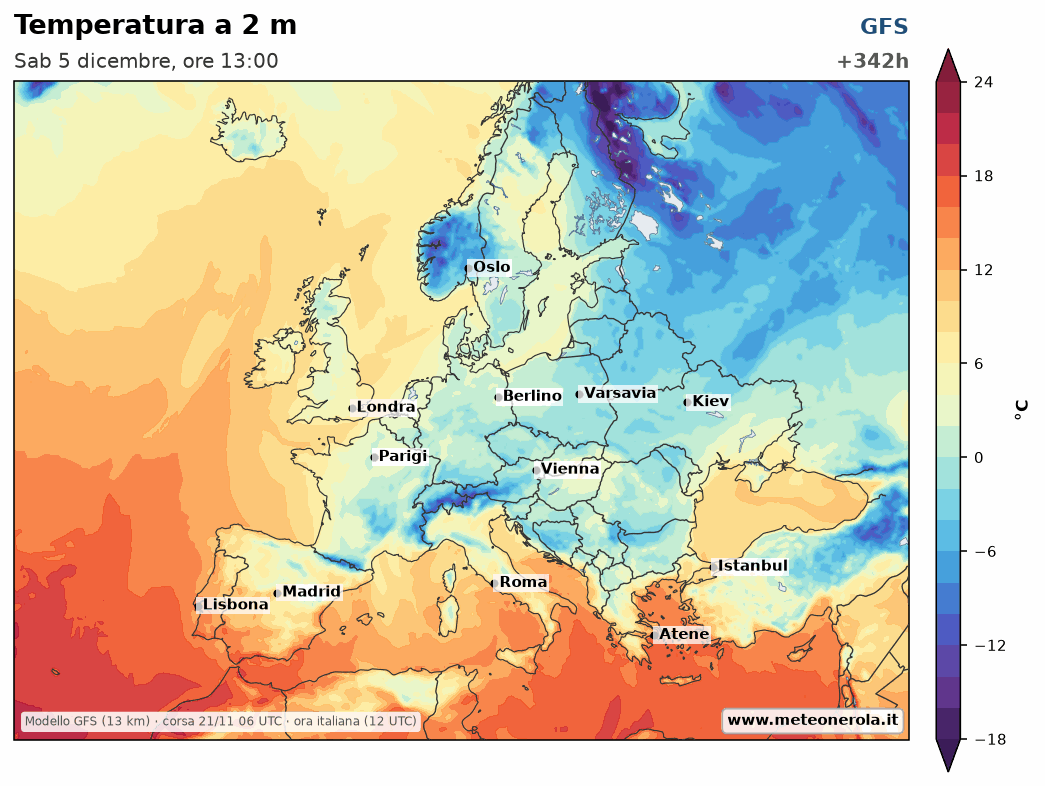 Temperatura a 2 m
GFS
Sab 5 dicembre, ore 13:00
+342h
24
18
12
6
0
−6
−12
−18
°C
Oslo
Berlino
Varsavia
Kiev
Londra
Parigi
Vienna
Istanbul
Roma
Madrid
Lisbona
Atene
Modello GFS (13 km) · corsa 21/11 06 UTC · ora italiana (12 UTC)
www.meteonerola.it